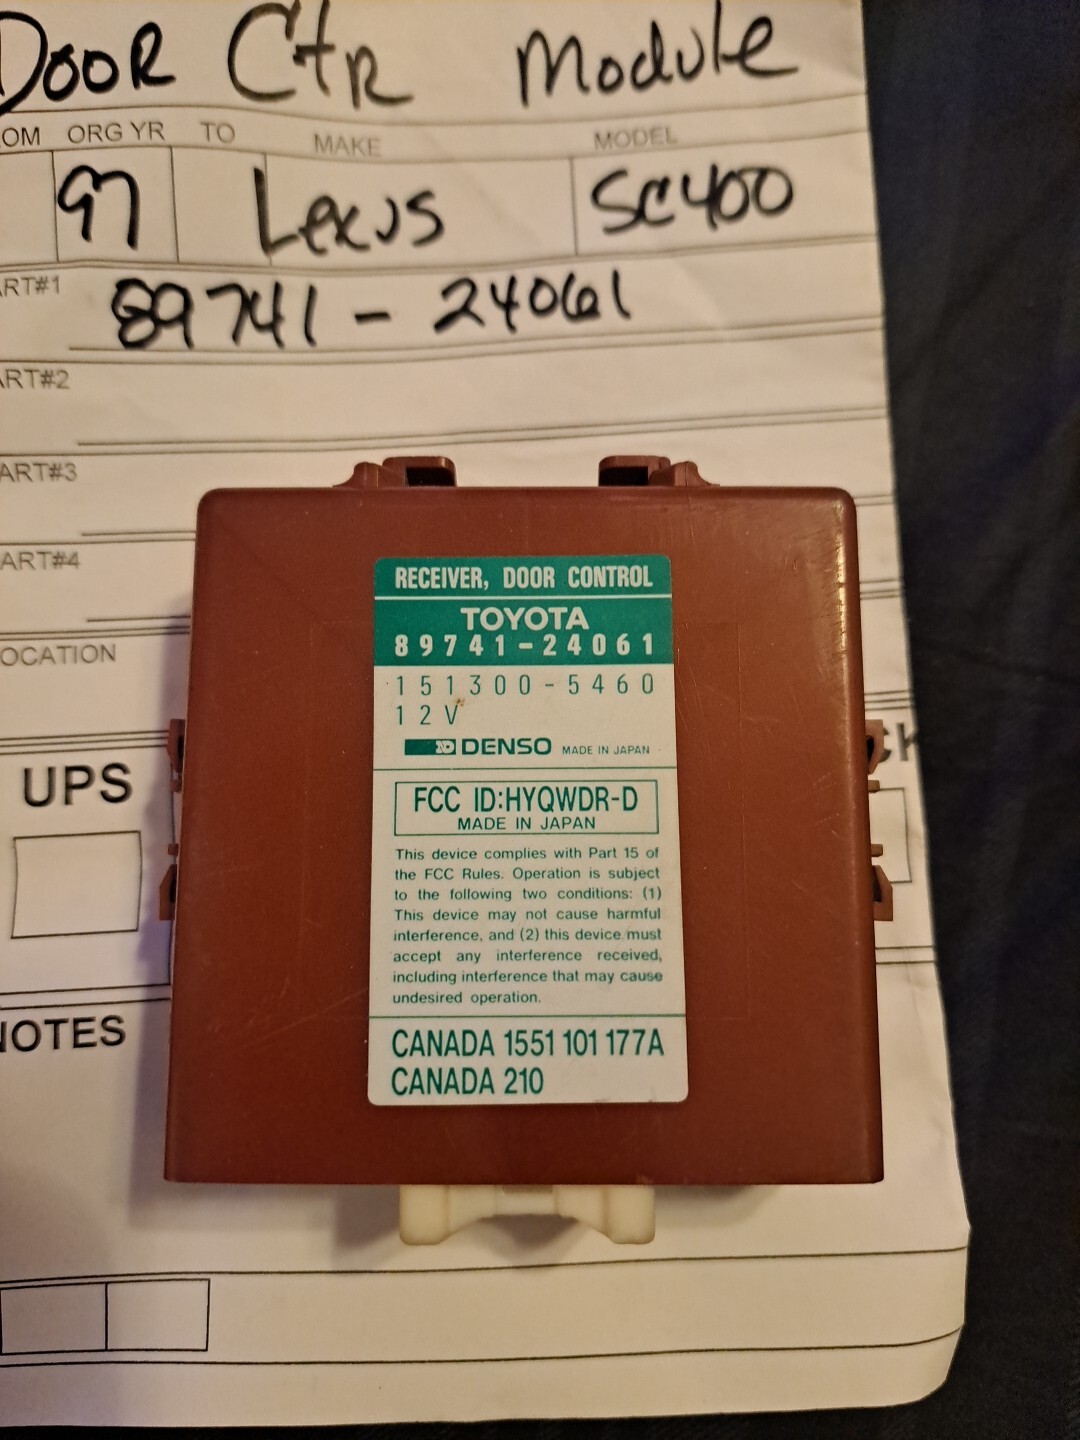 Door Ctr Module
OM ORG YR TO MAKE MODEL
97 Lexus SC400
ART#1 89741-24061
ART#2
ART#3
ART#4
OCATION
UPS CK
NOTES
RECEIVER, DOOR CONTROL
TOYOTA
89741-24061
151300-5460
12V
ND DENSO MADE IN JAPAN
FCC ID:HYQWDR-D
MADE IN JAPAN
This device complies with Part 15 of
the FCC Rules. Operation is subject
to the following two conditions: (1)
This device may not cause harmful
interference, and (2) this device must
accept any interference received,
including interference that may cause
undesired operation.
CANADA 1551 101 177A
CANADA 210